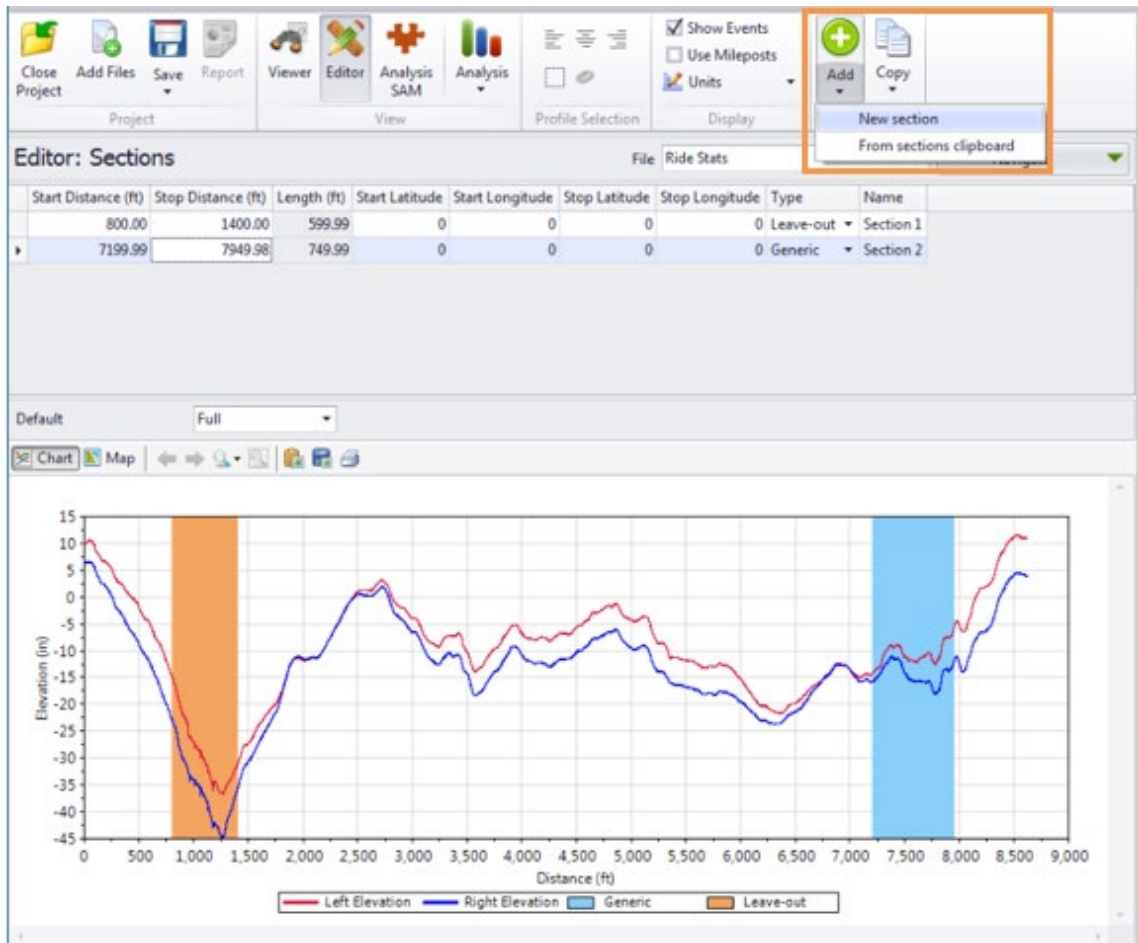 Close Project
Add Files
Save
Report
Viewer
Editor
Analysis SAM
Analysis
Show Events
Use Mileposts
Units
Add
Copy
Project
View
Profile Selection
Display
New section
From sections clipboard
Editor: Sections
File Ride Stats
Start Distance (ft) Stop Distance (ft) Length (ft) Start Latitude Start Longitude Stop Latitude Stop Longitude Type Name
800.00 1400.00 599.99 0 0 0 0 Leave-out Section 1
7199.99 7949.98 749.99 0 0 0 0 Generic Section 2
Default Full
Chart Map
15
10
5
0
-5
-10
-15
-20
-25
-30
-35
-40
-45
Elevation (in)
0 500 1,000 1,500 2,000 2,500 3,000 3,500 4,000 4,500 5,000 5,500 6,000 6,500 7,000 7,500 8,000 8,500 9,000
Distance (ft)
Left Elevation Right Elevation Generic Leave-out